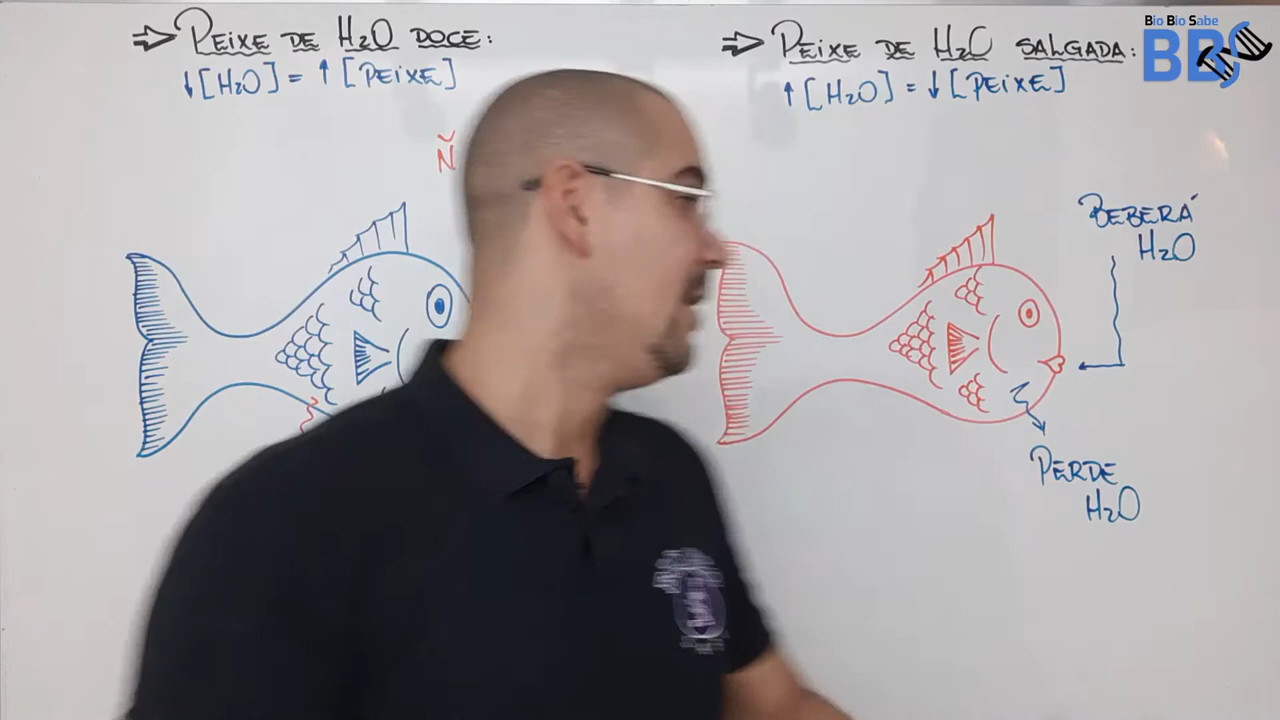 ⇒ PEIXE DE H₂O DOCE:
↓[H₂O] = ↑[PEIXE]
Ñ
⇒ PEIXE DE H₂O SALGADA:
↑[H₂O] = ↓[PEIXE]
BEBERÁ
H₂O
PERDE
H₂O
Bio Bio Sabe
BBS